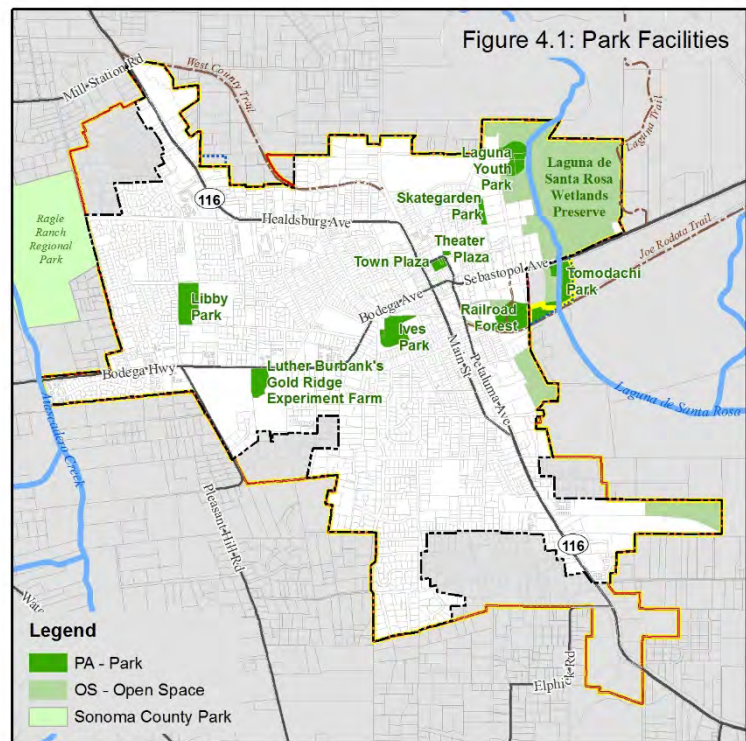 Figure 4.1: Park Facilities
Mill Station Rd
West County Trail
Laguna Trail
Laguna
Youth
Park
Laguna de
Santa Rosa
Wetlands
Preserve
116
Skategarden
Park
Healdsburg Ave
Ragle
Ranch
Regional
Park
Theater
Plaza
Town Plaza
Sebastopol Ave
Joe Rodota Trail
Tomodachi
Park
Libby
Park
Bodega Ave
Railroad
Forest
Ives
Park
Main St
Petaluma Ave
Bodega Hwy
Luther Burbank's
Gold Ridge
Experiment Farm
Laguna de Santa Rosa
Atascadero Creek
Pleasant Hill Rd
116
Elphick Rd
Legend
PA - Park
OS - Open Space
Sonoma County Park